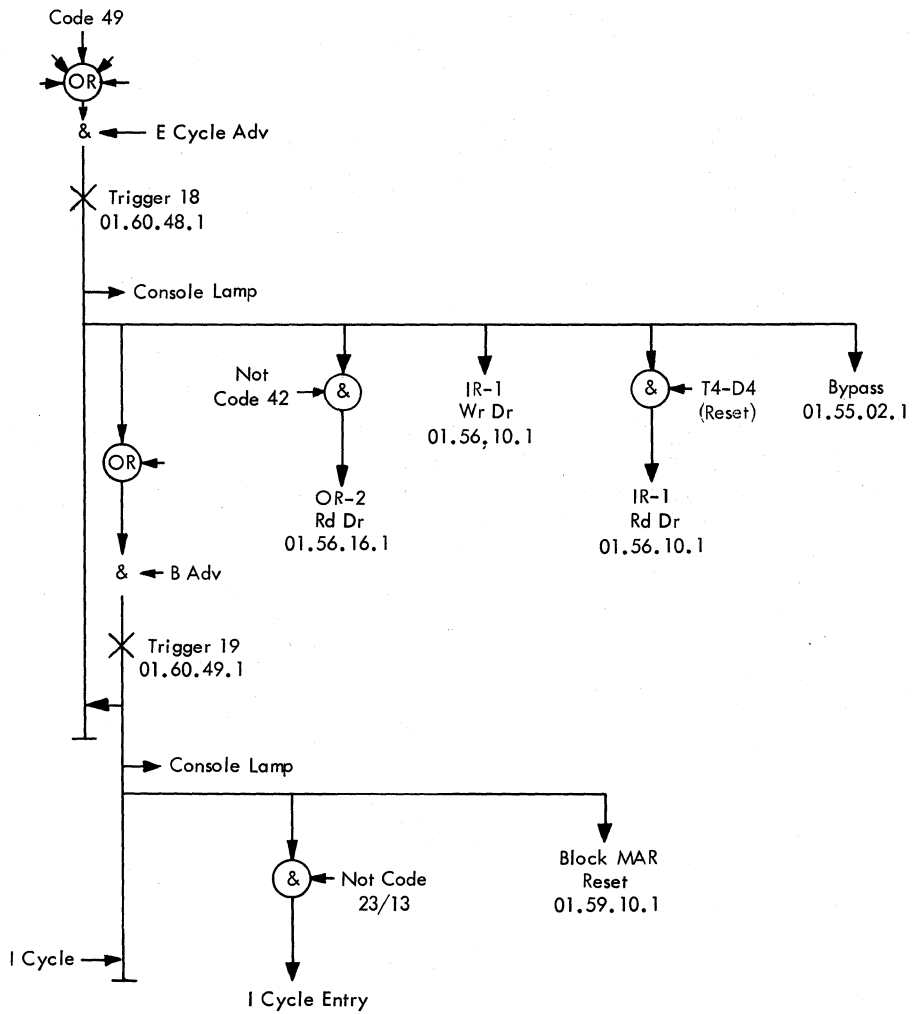 Code 49
OR
& E Cycle Adv
Trigger 18
01.60.48.1
Console Lamp
Not
Code 42
&
OR-2
Rd Dr
01.56.16.1
IR-1
Wr Dr
01.56,10.1
&
T4-D4
(Reset)
IR-1
Rd Dr
01.56.10.1
Bypass
01.55.02.1
OR
& B Adv
Trigger 19
01.60.49.1
Console Lamp
&
Not Code
23/13
I Cycle Entry
Block MAR
Reset
01.59.10.1
I Cycle